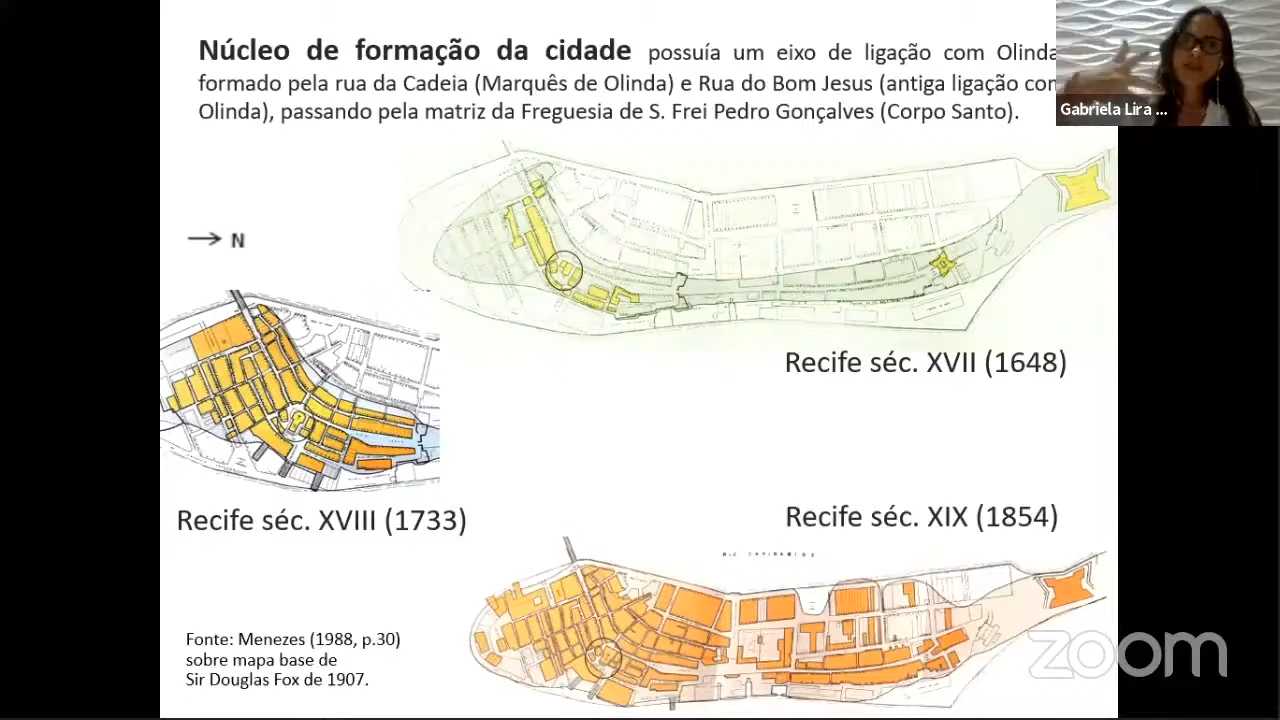 Núcleo de formação da cidade possuía um eixo de ligação com Olinda
formado pela rua da Cadeia (Marquês de Olinda) e Rua do Bom Jesus (antiga ligação con
Olinda), passando pela matriz da Freguesia de S. Frei Pedro Gonçalves (Corpo Santo).
Gabriela Lira ...
N
Recife séc. XVII (1648)
Recife séc. XVIII (1733)
Recife séc. XIX (1854)
RIO CAPIBARIBE
Fonte: Menezes (1988, p.30)
sobre mapa base de
Sir Douglas Fox de 1907.
zoom